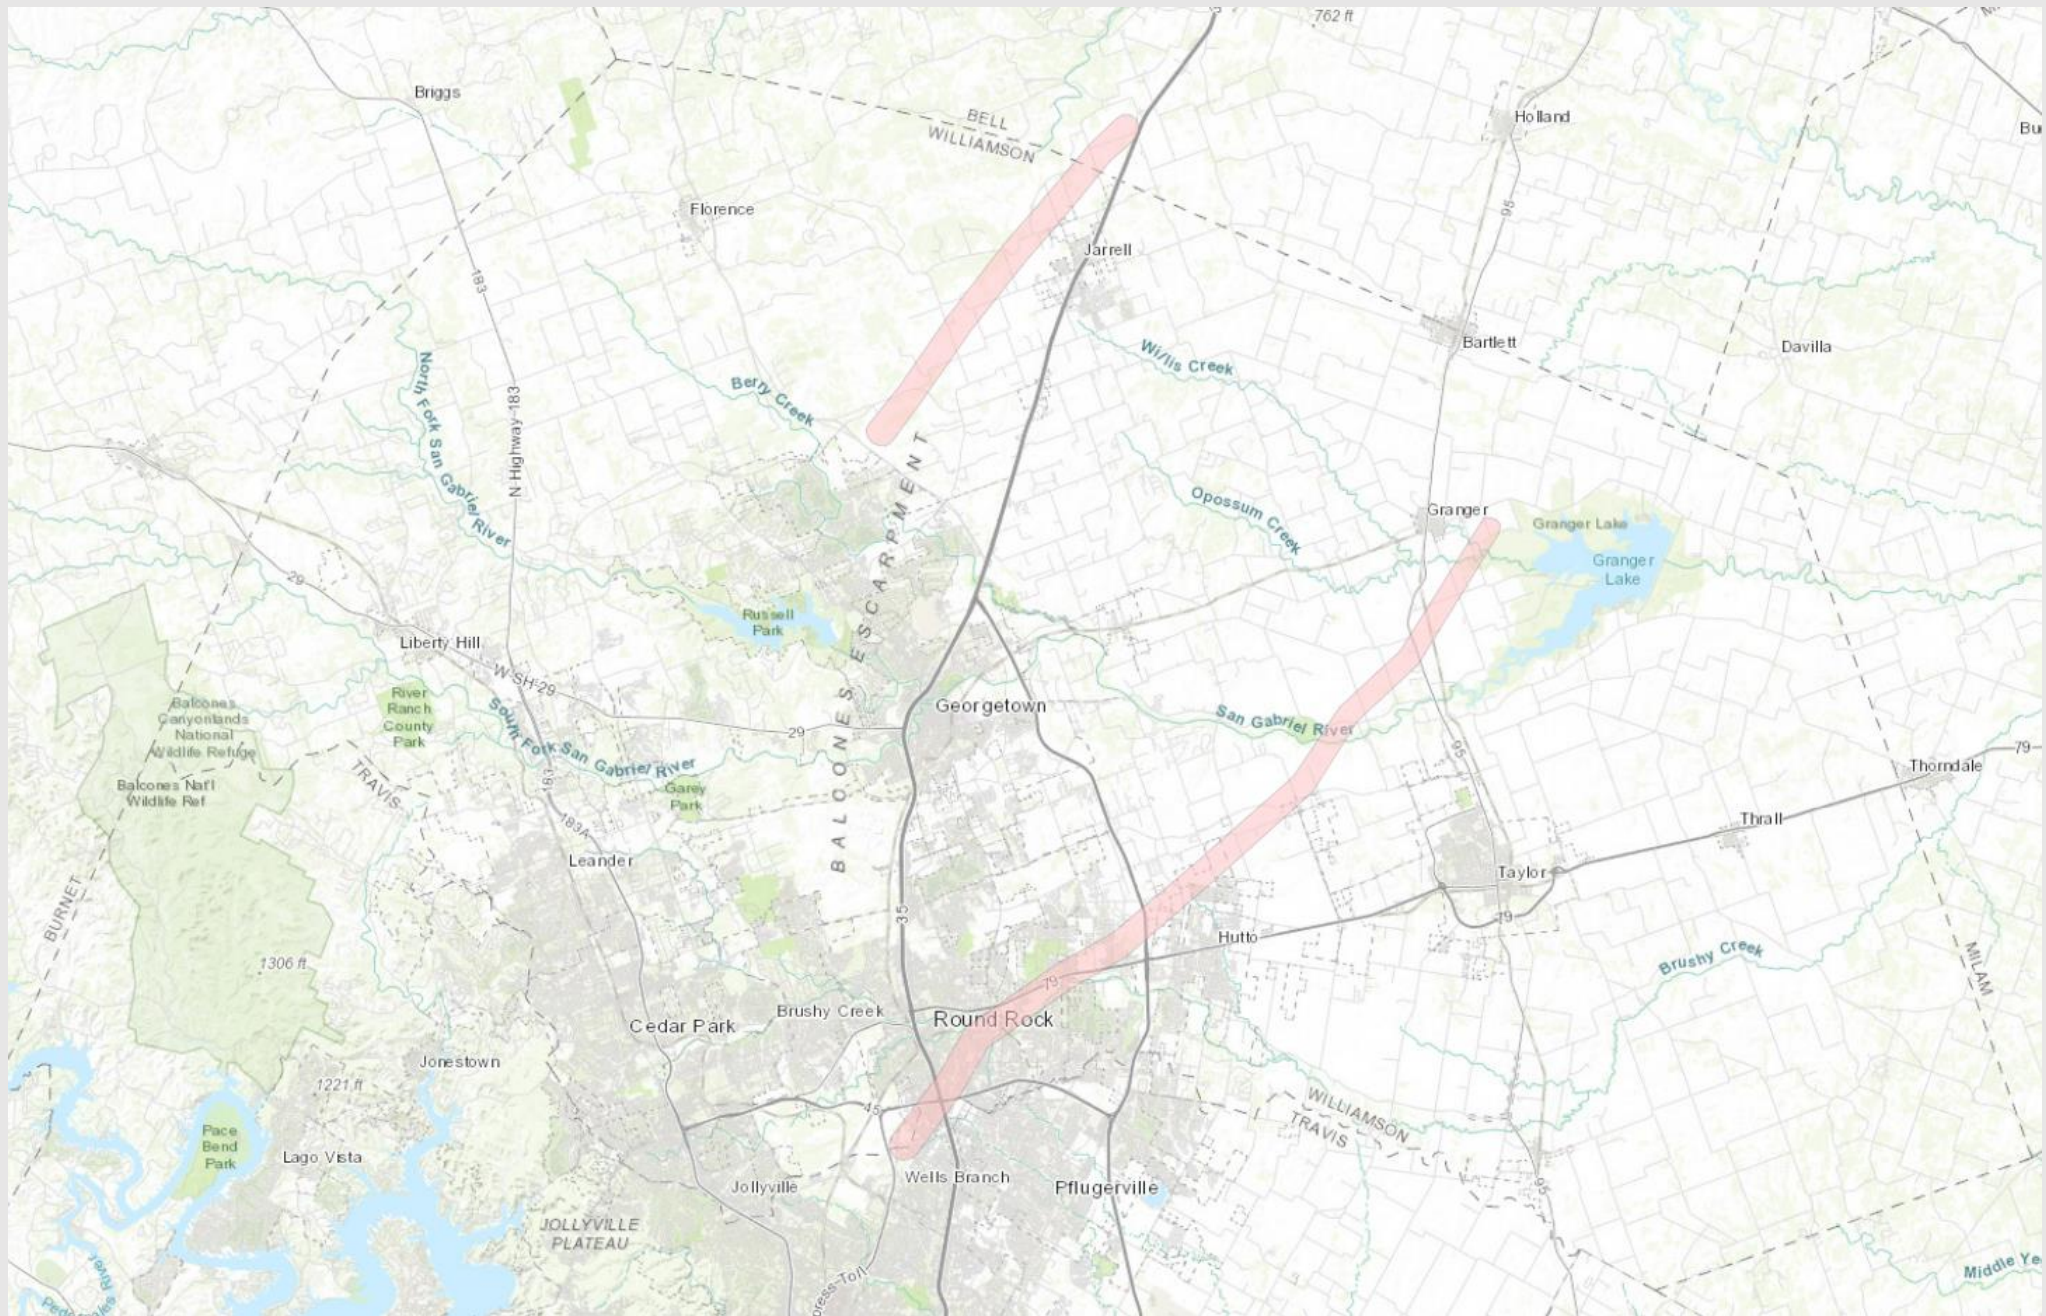 762 ft
Briggs
BELL
WILLIAMSON
Holland
Florence
95
Jarrell
183
Bartlett
Davilla
Willis Creek
Berry Creek
North Fork San Gabriel River
N Highway 183
BALCONES ESCARPMENT
Opossum Creek
Granger
Granger Lake
Granger
Lake
29
Russell
Park
Liberty Hill
W SH-29
River
Ranch
County
Park
Balcones
Canyonlands
National
Wildlife Refuge
Georgetown
San Gabriel River
29
South Fork San Gabriel River
95
79
Thorndale
TRAVIS
183
Balcones Nat'l
Wildlife Ref
Garey
Park
183A
Thrall
Leander
Taylor
BURNET
35
79
Hutto
Brushy Creek
MILAM
1306 ft
79
Brushy Creek
Round Rock
Cedar Park
Jonestown
1221 ft
45
WILLIAMSON
TRAVIS
Pace
Bend
Park
Lago Vista
Jollyville
Wells Branch
Pflugerville
95
JOLLYVILLE
PLATEAU
Middle Ye
press-Toll